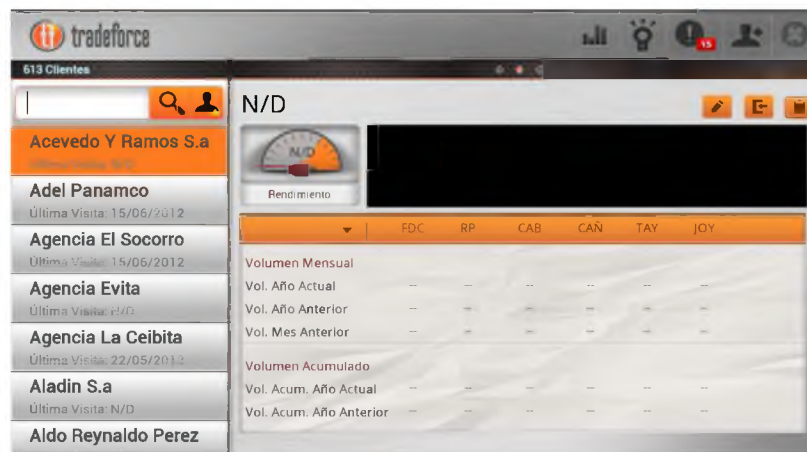 tradeforce
15
613 Clientes
N/D
Acevedo Y Ramos S.a
Adel Panamco
Última Visita: 15/06/2012
Agencia El Socorro
Última Visita: 15/06/2012
Agencia Evita
Última Visita: N/D
Agencia La Ceibita
Última Visita: 22/05/2012
Aladin S.a
Última Visita: N/D
Aldo Reynaldo Perez
N/D
Rendimiento
FDC RP CAB CAÑ TAY JOY
Volumen Mensual
Vol. Año Actual -- -- -- -- -- --
Vol. Año Anterior -- -- -- -- -- --
Vol. Mes Anterior -- -- -- -- -- --
Volumen Acumulado
Vol. Acum. Año Actual -- -- -- -- -- --
Vol. Acum. Año Anterior -- -- -- -- -- --